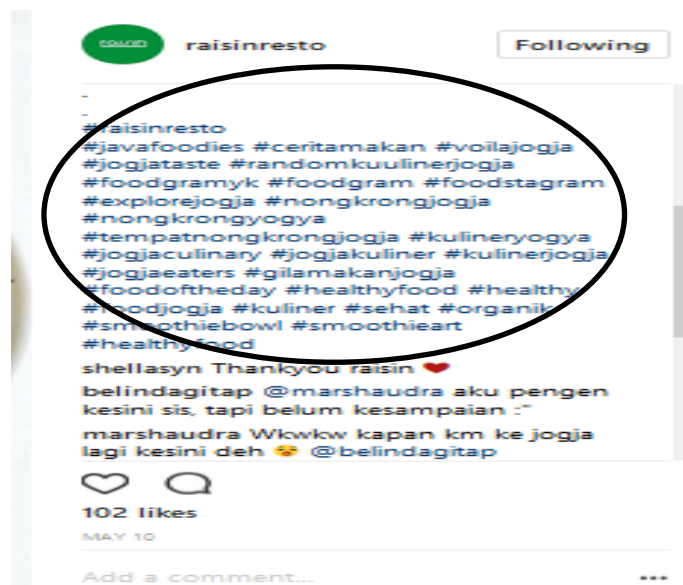 raisinresto
Following
-
-
#raisinresto
#javafoodies #ceritamakan #voilajogja
#jogjataste #randomkuulinerjogja
#foodgramyk #foodgram #foodstagram
#explorejogja #nongkrongjogja
#nongkrongyogya
#tempatnongkrongjogja #kulineryogya
#jogjaculinary #jogjakuliner #kulinerjogja
#jogjaeaters #gilamakanjogja
#foodoftheday #healthyfood #healthy
#foodjogja #kuliner #sehat #organik
#smoothiebowl #smoothieart
#healthyfood
shellasyn Thankyou raisin ❤
belindagitap @marshaudra aku pengen
kesini sis, tapi belum kesampaian :"
marshaudra Wkwkw kapan km ke jogja
lagi kesini deh 😚 @belindagitap
102 likes
MAY 10
Add a comment...